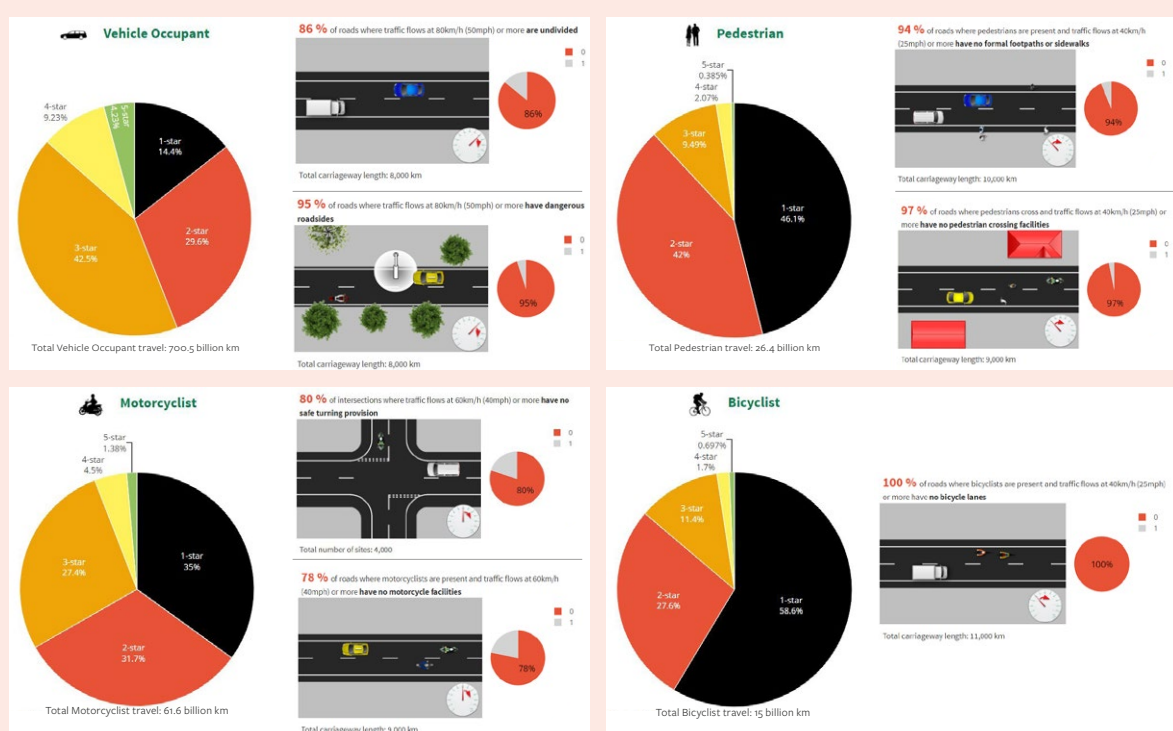 Vehicle Occupant
4-star
9.23%
5-star
4.23%
1-star
14.4%
2-star
29.6%
3-star
42.5%
Total Vehicle Occupant travel: 700.5 billion km
86 % of roads where traffic flows at 80km/h (50mph) or more are undivided
0
1
86%
Total carriageway length: 8,000 km
95 % of roads where traffic flows at 80km/h (50mph) or more have dangerous
roadsides
0
1
95%
Total carriageway length: 8,000 km
Pedestrian
5-star
0.385%
4-star
2.07%
3-star
9.49%
1-star
46.1%
2-star
42%
Total Pedestrian travel: 26.4 billion km
94 % of roads where pedestrians are present and traffic flows at 40km/h
(25mph) or more have no formal footpaths or sidewalks
0
1
94%
Total carriageway length: 10,000 km
97 % of roads where pedestrians cross and traffic flows at 40km/h (25mph) or
more have no pedestrian crossing facilities
0
1
97%
Total carriageway length: 9,000 km
Motorcyclist
5-star
1.38%
4-star
4.5%
3-star
27.4%
1-star
35%
2-star
31.7%
Total Motorcyclist travel: 61.6 billion km
80 % of intersections where traffic flows at 60km/h (40mph) or more have no
safe turning provision
0
1
80%
Total number of sites: 4,000
78 % of roads where motorcyclists are present and traffic flows at 60km/h
(40mph) or more have no motorcycle facilities
0
1
78%
Total carriageway length: 9,000 km
Bicyclist
5-star
0.697%
4-star
1.7%
3-star
11.4%
2-star
27.6%
1-star
58.6%
Total Bicyclist travel: 15 billion km
100 % of roads where bicyclists are present and traffic flows at 40km/h (25mph)
or more have no bicycle lanes
0
1
100%
Total carriageway length: 11,000 km